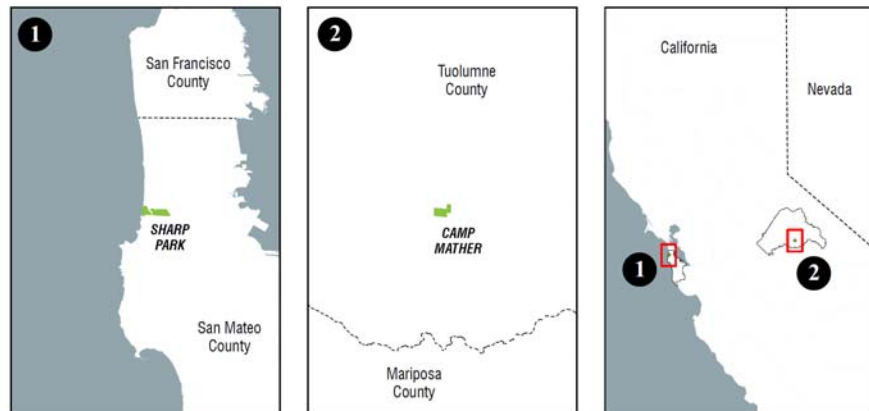 1
San Francisco
County
SHARP
PARK
San Mateo
County
2
Tuolumne
County
CAMP
MATHER
Mariposa
County
California
Nevada
1
2